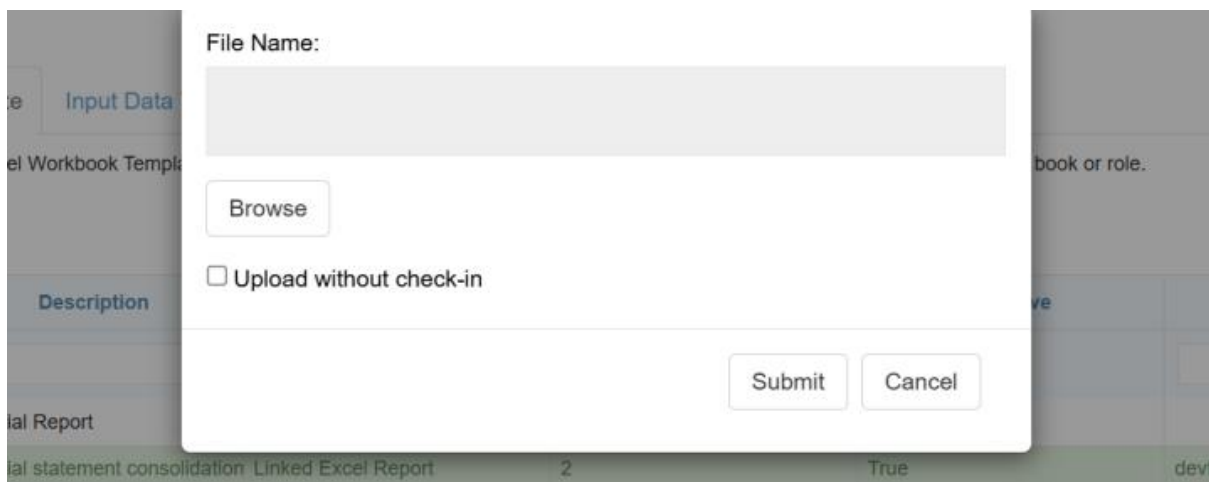 File Name:
Input Data
el Workbook Templa book or role.
Browse
Upload without check-in
Description ve
Submit Cancel
ial Report
ial statement consolidation Linked Excel Report 2 True dev